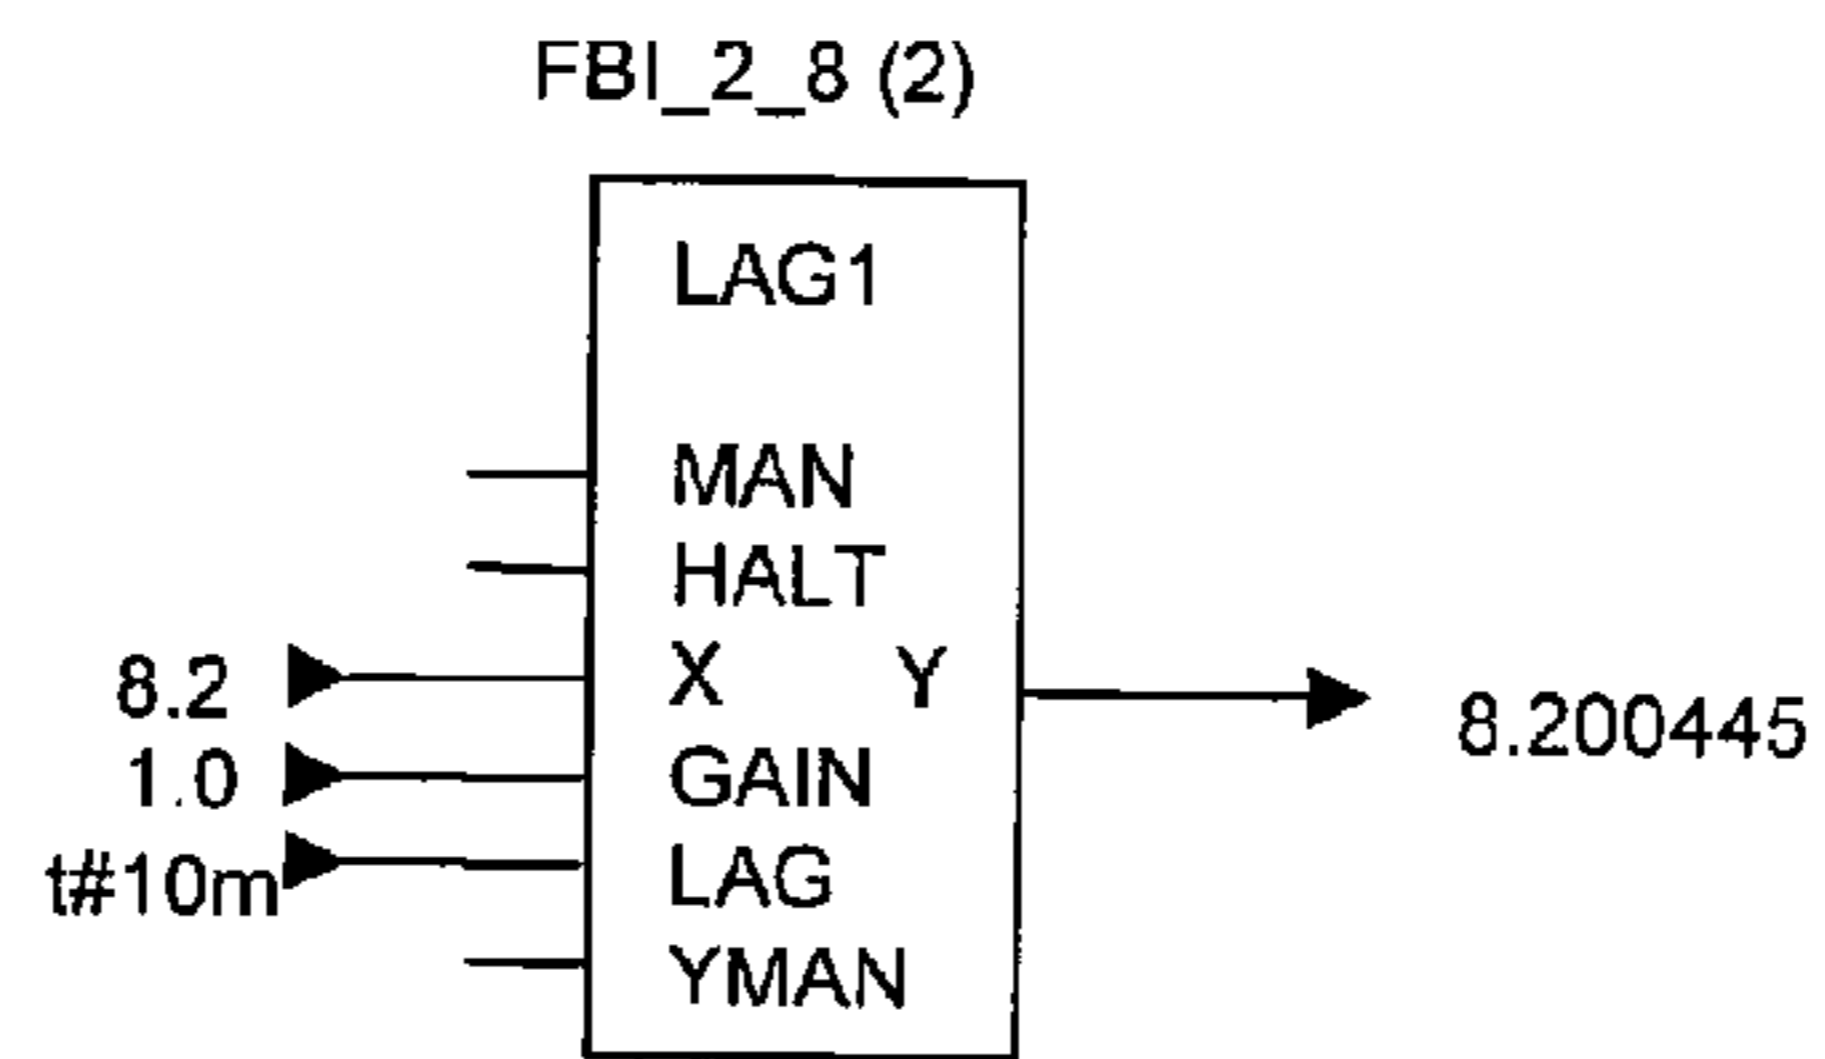 FBI_2_8 (2)
LAG1
MAN
HALT
8.2 X Y 8.200445
1.0 GAIN
t#10m LAG
YMAN